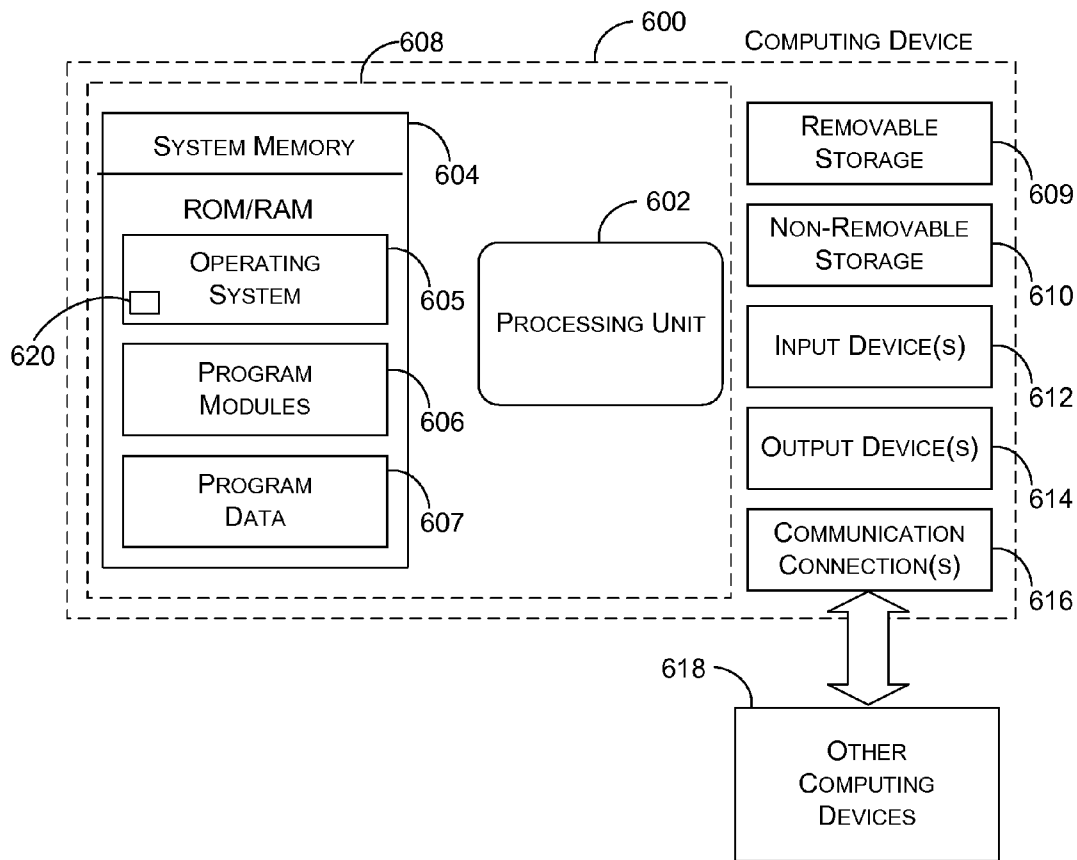 600
COMPUTING DEVICE
608
SYSTEM MEMORY
604
ROM/RAM
OPERATING
SYSTEM
605
620
PROGRAM
MODULES
606
PROGRAM
DATA
607
602
PROCESSING UNIT
REMOVABLE
STORAGE
609
NON-REMOVABLE
STORAGE
610
INPUT DEVICE(S)
612
OUTPUT DEVICE(S)
614
COMMUNICATION
CONNECTION(S)
616
618
OTHER
COMPUTING
DEVICES